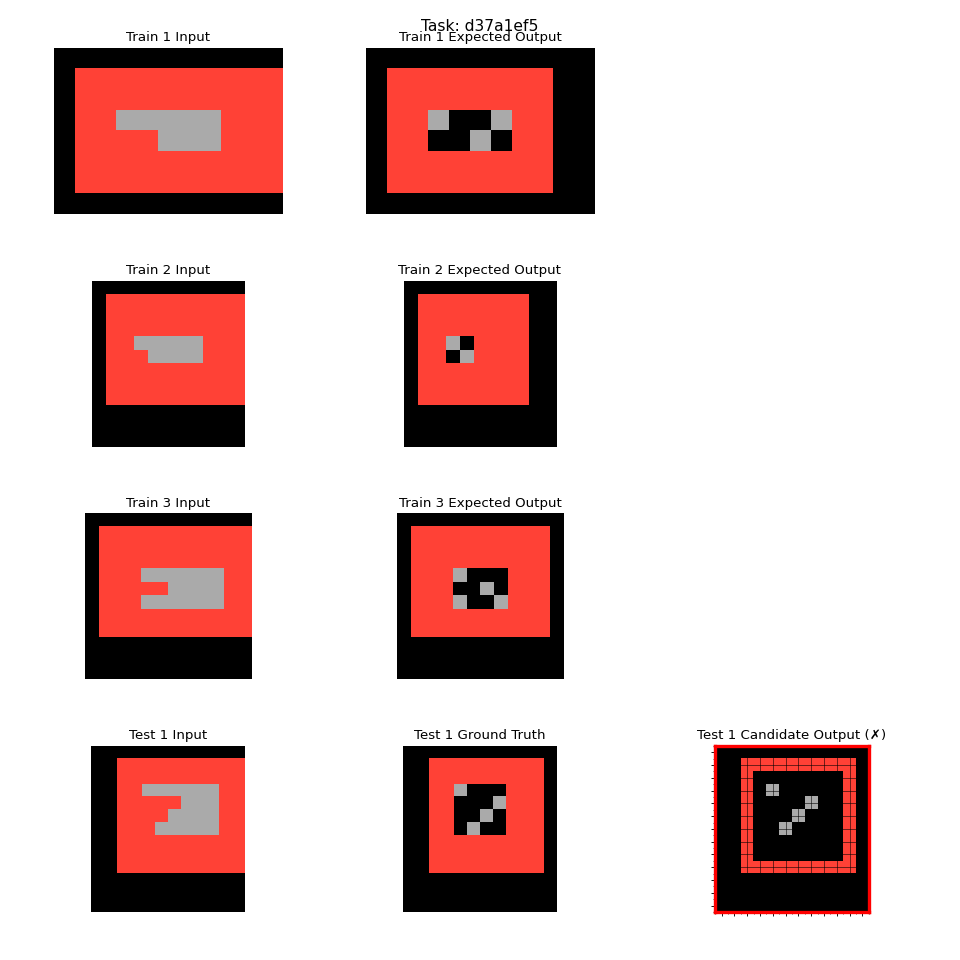 Task: d37a1ef5
Train 1 Input
Train 1 Expected Output
Train 2 Input
Train 2 Expected Output
Train 3 Input
Train 3 Expected Output
Test 1 Input
Test 1 Ground Truth
Test 1 Candidate Output (✗)